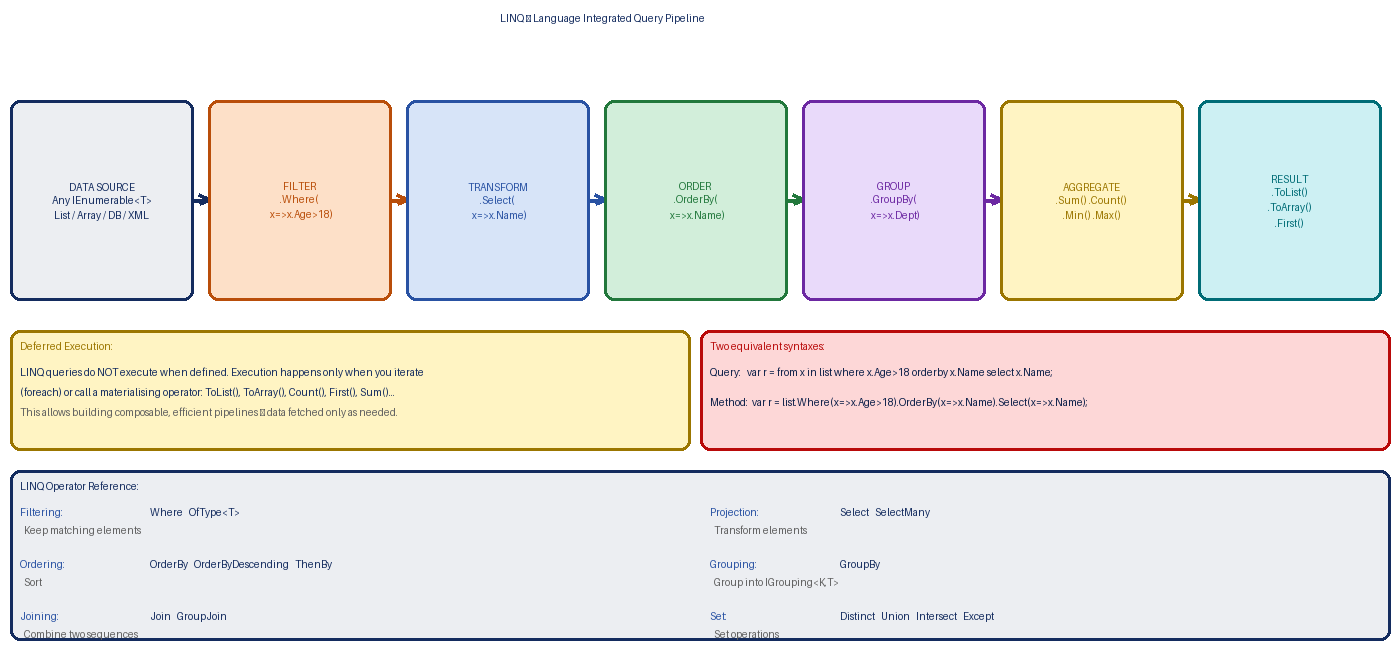 LINQ▯Language Integrated Query Pipeline
DATA SOURCE
Any IEnumerable<T>
List / Array / DB / XML
FILTER
.Where(
x=>x.Age>18)
TRANSFORM
.Select(
x=>x.Name)
ORDER
.OrderBy(
x=>x.Name)
GROUP
.GroupBy(
x=>x.Dept)
AGGREGATE
.Sum() .Count()
.Min() .Max()
RESULT
.ToList()
.ToArray()
.First()
Deferred Execution:
LINQ queries do NOT execute when defined. Execution happens only when you iterate
(foreach) or call a materialising operator: ToList(), ToArray(), Count(), First(), Sum()...
This allows building composable, efficient pipelines▯data fetched only as needed.
Two equivalent syntaxes:
Query: var r = from x in list where x.Age>18 orderby x.Name select x.Name;
Method: var r = list.Where(x=>x.Age>18).OrderBy(x=>x.Name).Select(x=>x.Name);
LINQ Operator Reference:
Filtering: Where OfType<T>
Keep matching elements
Projection: Select SelectMany
Transform elements
Ordering: OrderBy OrderByDescending ThenBy
Sort
Grouping: GroupBy
Group into IGrouping<K,T>
Joining: Join GroupJoin
Combine two sequences
Set: Distinct Union Intersect Except
Set operations